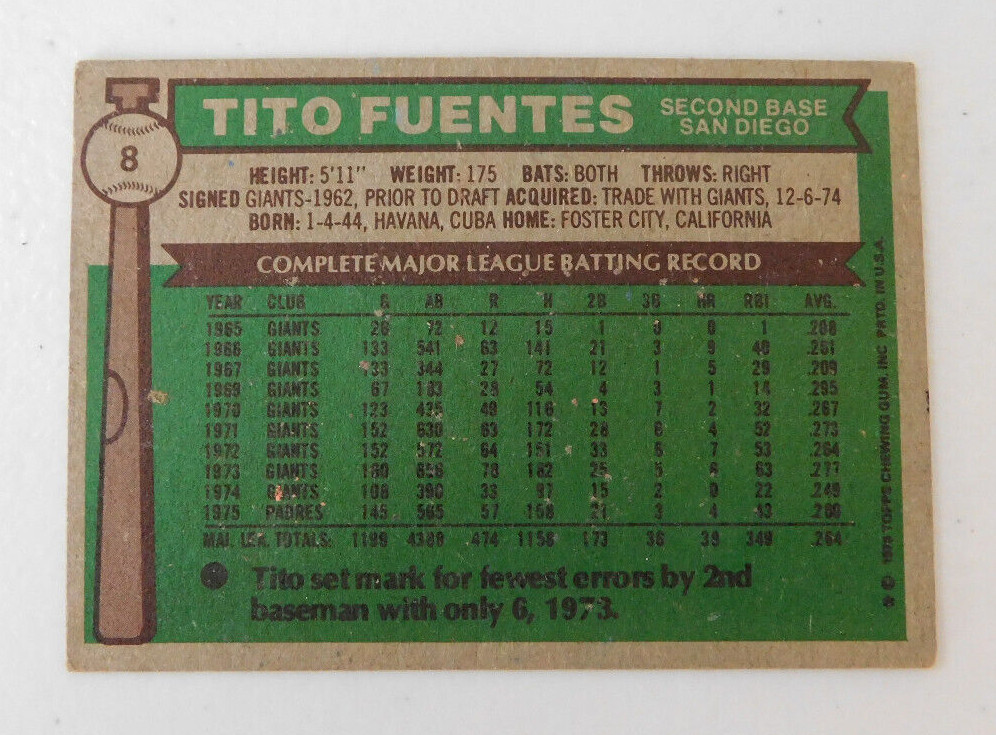 8
TITO FUENTES
SECOND BASE
SAN DIEGO
HEIGHT: 5'11" WEIGHT: 175 BATS: BOTH THROWS: RIGHT
SIGNED GIANTS-1962, PRIOR TO DRAFT ACQUIRED: TRADE WITH GIANTS, 12-6-74
BORN: 1-4-44, HAVANA, CUBA HOME: FOSTER CITY, CALIFORNIA
COMPLETE MAJOR LEAGUE BATTING RECORD
YEAR CLUB G AB R H 2B 3B HR RBI AVG.
1965 GIANTS 26 72 12 15 1 0 0 1 .208
1966 GIANTS 133 541 63 141 21 3 9 40 .261
1967 GIANTS 133 344 27 72 12 1 5 29 .209
1969 GIANTS 67 183 28 54 4 3 1 14 .295
1970 GIANTS 123 435 49 116 13 7 2 32 .267
1971 GIANTS 152 630 63 172 28 6 4 52 .273
1972 GIANTS 152 572 64 151 33 6 7 53 .264
1973 GIANTS 160 656 78 182 25 5 6 63 .277
1974 GIANTS 108 390 33 97 15 2 0 22 .249
1975 PADRES 146 565 57 158 21 3 4 43 .280
MAJ. LEA. TOTALS: 1199 4388 474 1158 173 36 38 349 .264
Tito set mark for fewest errors by 2nd
baseman with only 6, 1973.
© 1976 TOPPS CHEWING GUM, INC. PRTD. IN U.S.A.